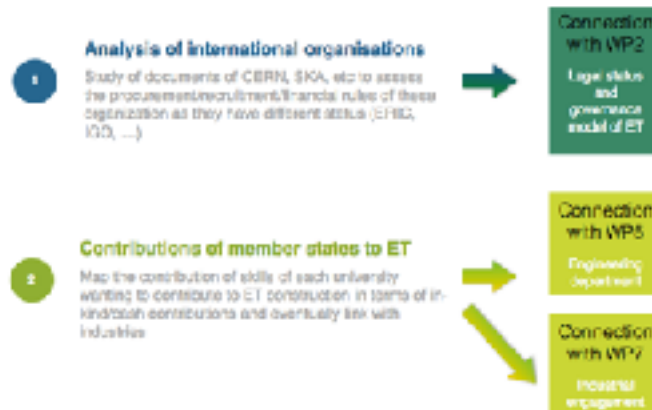 1
Analysis of international organisations
Study of documents of CERN, SKA, etc to assess
the procurement/recruitment/financial rules of these
organization as they have different status (ERIC,
IGO, ...)
Connection
with WP2
Legal status
and
governance
model of ET
2
Contributions of member states to ET
Map the contribution of skills of each university
wanting to contribute to ET construction in terms of in-
kind/cash contributions and eventually link with
industries
Connection
with
Engineering
department
Connection
with WP7
Industrial
engagement